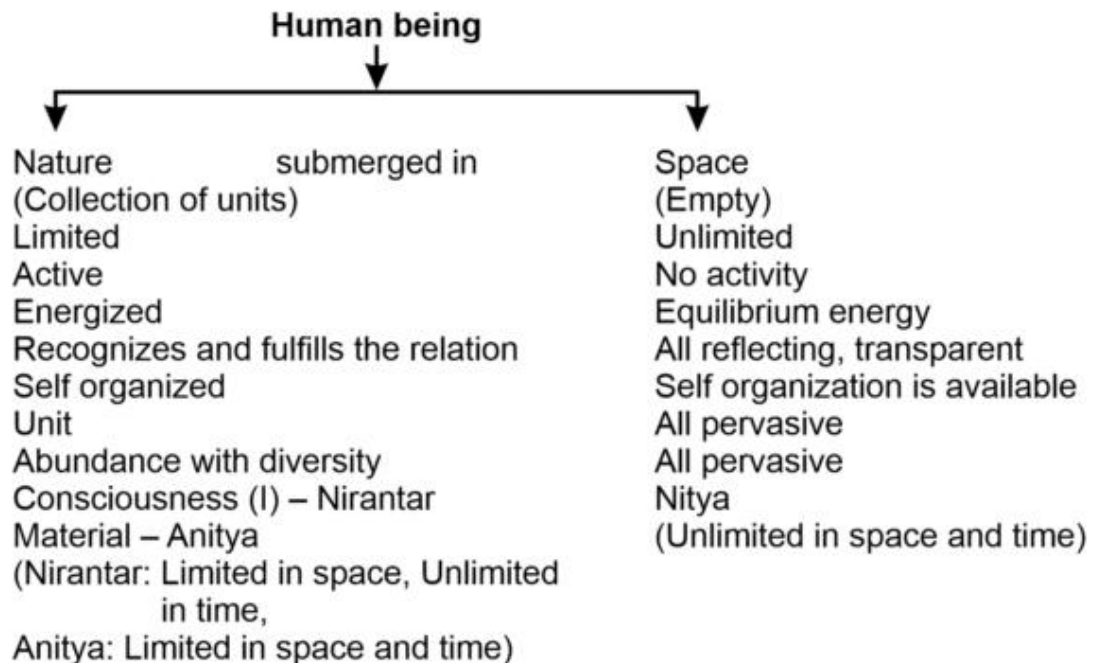 Human being
Nature submerged in
(Collection of units)
Limited
Active
Energized
Recognizes and fulfills the relation
Self organized
Unit
Abundance with diversity
Consciousness (I) – Nirantar
Material – Anitya
(Nirantar: Limited in space, Unlimited
in time,
Anitya: Limited in space and time)
Space
(Empty)
Unlimited
No activity
Equilibrium energy
All reflecting, transparent
Self organization is available
All pervasive
All pervasive
Nitya
(Unlimited in space and time)